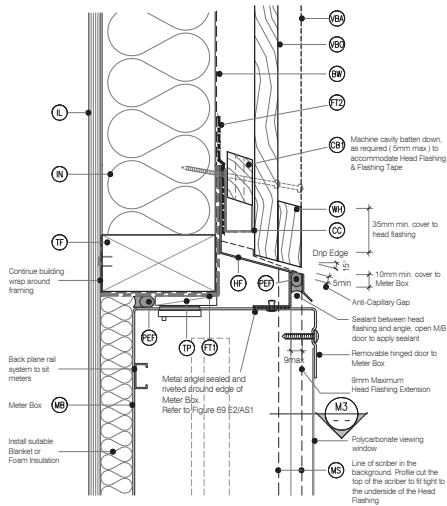 VBA
VBO
BW
FT2
IL
Machine cavity batten down,
as required ( 5mm max ) to
accommodate Head Flashing
& Flashing Tape
CB1
IN
WH
35mm min. cover to
head flashing
CC
TF
Drip Edge
15°
Continue building
wrap around
framing
HF
PEF
5min
10mm min. cover to
Meter Box
Anti-Capillary Gap
Sealant between head
flashing and angle, open M/B
door to apply sealant
PEF
TP
FT1
9max
Removable hinged door to
Meter Box
Back plane rail
system to sit
meters
Metal angle sealed and
riveted around edge of
Meter Box.
Refer to Figure 69 E2/AS1
9mm Maximum
Head Flashing Extension
Meter Box
MB
M3
Install suitable
Blanket or
Foam Insulation
Polycarbonate viewing
window
MS
Line of scriber in the
background. Profile cut the
top of the scriber to fit tight to
the underside of the Head
Flashing